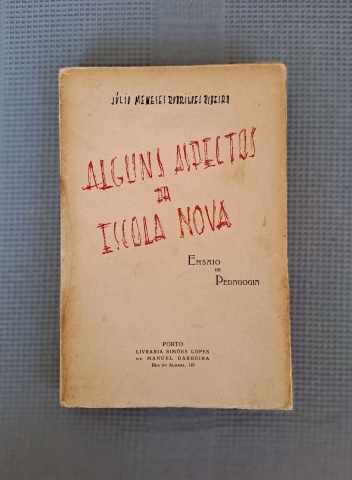 JÚLIO MENESES RODRIGUES RIBEIRO
ALGUNS ASPECTOS
DA
ESCOLA NOVA
ENSAIO
DE
PEDAGOGIA
PORTO
LIVRARIA SIMÕES LOPES
DE MANUEL BARREIRA
RUA DO ALMADA, 119